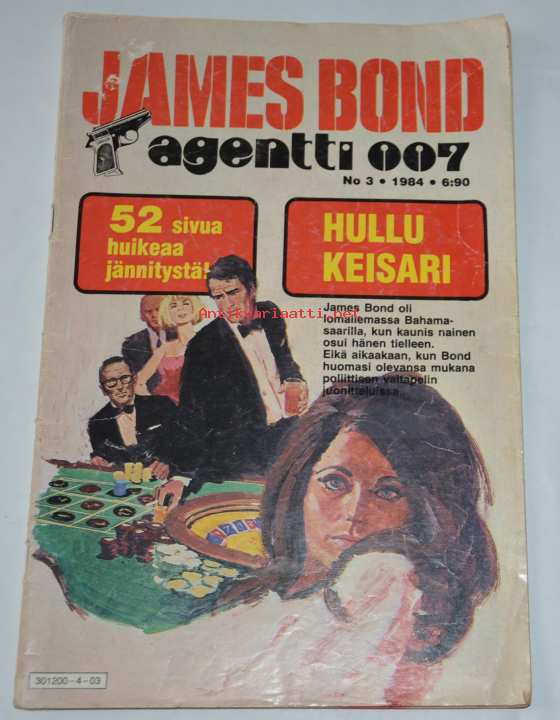 JAMES BOND
agentti 007
No 3 • 1984 • 6:90
52 sivua
huikeaa
jännitystä!
HULLU
KEISARI
Antikvariaatti.net
James Bond oli
lomailemassa Bahama-
saarilla, kun kaunis nainen
osui hänen tielleen.
Eikä aikaakaan, kun Bond
huomasi olevansa mukana
poliittisen valtapelin
juonitteluissa...
301200-4-03